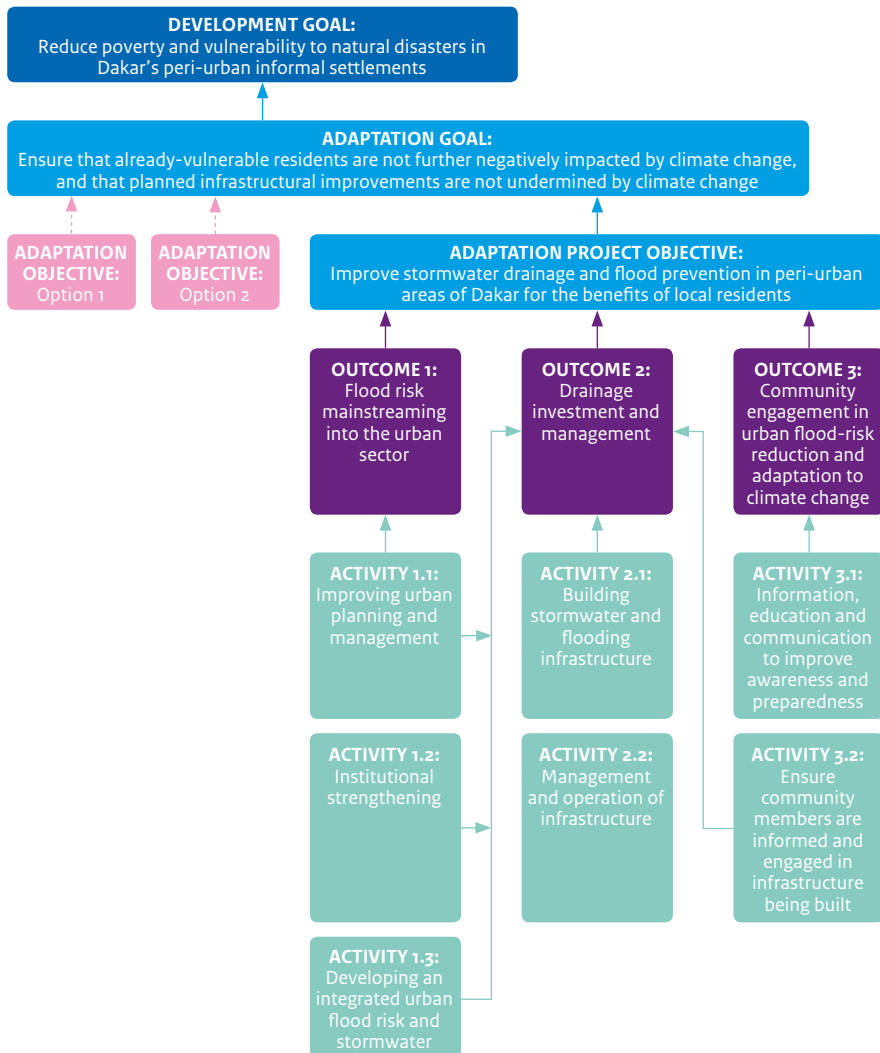 DEVELOPMENT GOAL:
Reduce poverty and vulnerability to natural disasters in
Dakar's peri-urban informal settlements
ADAPTATION GOAL:
Ensure that already-vulnerable residents are not further negatively impacted by climate change,
and that planned infrastructural improvements are not undermined by climate change
ADAPTATION
OBJECTIVE:
Option 1
ADAPTATION
OBJECTIVE:
Option 2
ADAPTATION PROJECT OBJECTIVE:
Improve stormwater drainage and flood prevention in peri-urban
areas of Dakar for the benefits of local residents
OUTCOME 1:
Flood risk
mainstreaming
into the urban
sector
OUTCOME 2:
Drainage
investment and
management
OUTCOME 3:
Community
engagement in
urban flood-risk
reduction and
adaptation to
climate change
ACTIVITY 1.1:
Improving urban
planning and
management
ACTIVITY 2.1:
Building
stormwater and
flooding
infrastructure
ACTIVITY 3.1:
Information,
education and
communication
to improve
awareness and
preparedness
ACTIVITY 1.2:
Institutional
strengthening
ACTIVITY 2.2:
Management
and operation of
infrastructure
ACTIVITY 3.2:
Ensure
community
members are
informed and
engaged in
infrastructure
being built
ACTIVITY 1.3:
Developing an
integrated urban
flood risk and
stormwater